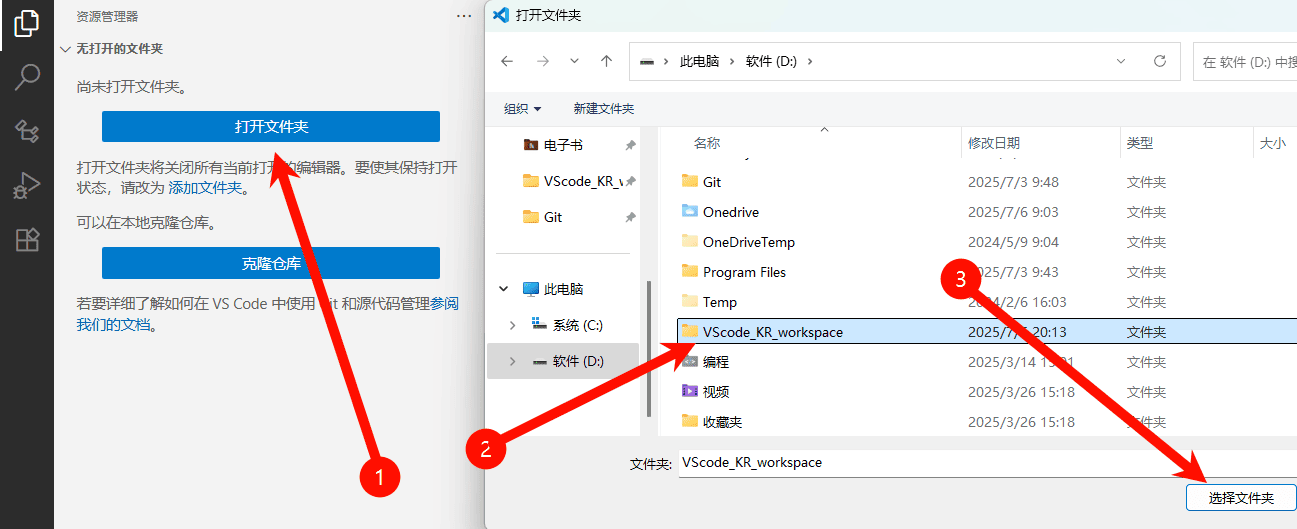 资源管理器
无打开的文件夹
尚未打开文件夹。
打开文件夹
打开文件夹将关闭所有当前打开的编辑器。要使其保持打开
状态，请改为 添加文件夹。
可以在本地克隆仓库。
克隆仓库
若要详细了解如何在 VS Code 中使用 Git 和源代码管理参阅
我们的文档。
1
打开文件夹
此电脑 软件 (D:)
在 软件 (D:) 中搜
组织 新建文件夹
电子书
VScode_KR_w
Git
此电脑
系统 (C:)
软件 (D:)
名称 修改日期 类型 大小
Git 2025/7/3 9:48 文件夹
Onedrive 2025/7/6 9:03 文件夹
OneDriveTemp 2024/5/9 9:04 文件夹
Program Files 2025/7/3 9:43 文件夹
Temp 2024/2/6 16:03 文件夹
VScode_KR_workspace 20:13 文件夹
编程 2025/3/14 文件夹
视频 2025/3/26 15:18 文件夹
收藏夹 2025/3/26 15:18 文件夹
2
3
文件夹: VScode_KR_workspace
选择文件夹